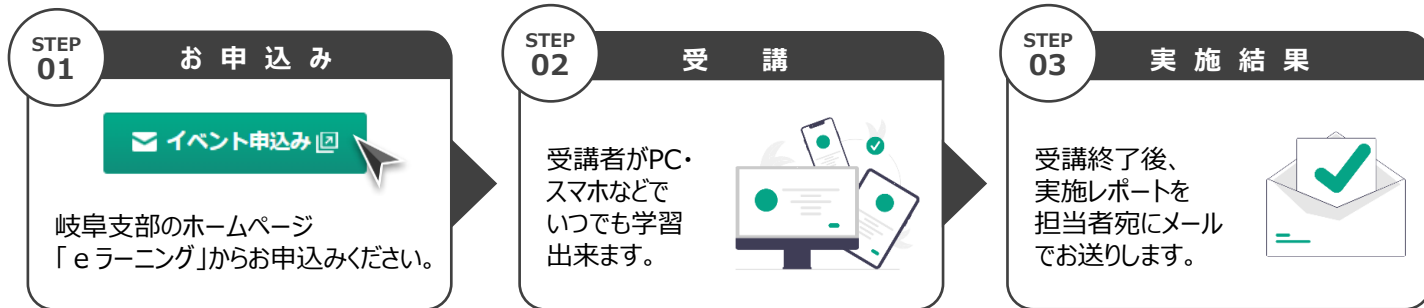 STEP
01
お申込み
イベント申込み
岐阜支部のホームページ
「ｅラーニング」からお申込みください。
STEP
02
受 講
受講者がPC・
スマホなどで
いつでも学習
出来ます。
STEP
03
実施結果
受講終了後、
実施レポートを
担当者宛にメール
でお送りします。